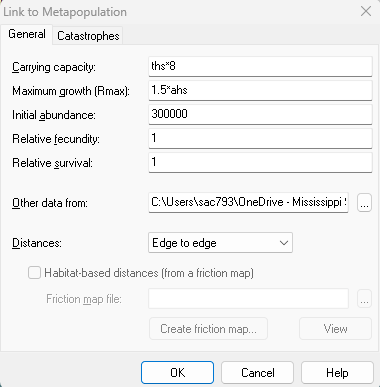 Link to Metapopulation
General Catastrophes
Carrying capacity: ths*8
Maximum growth (Rmax): 1.5*ahs
Initial abundance: 300000
Relative fecundity: 1
Relative survival: 1
Other data from: C:\Users\sac793\OneDrive - Mississippi ...
Distances: Edge to edge
Habitat-based distances (from a friction map)
Friction map file: ...
Create friction map... View
OK Cancel Help